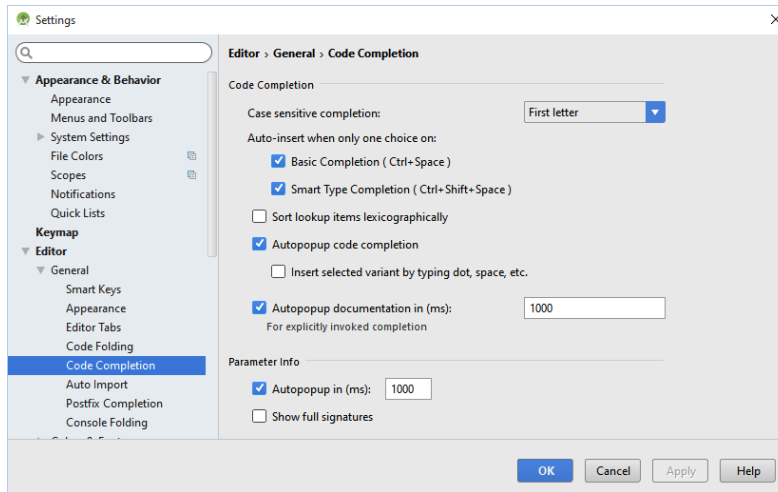 Settings
Editor › General › Code Completion
Appearance & Behavior
Appearance
Menus and Toolbars
System Settings
File Colors
Scopes
Notifications
Quick Lists
Keymap
Editor
General
Smart Keys
Appearance
Editor Tabs
Code Folding
Code Completion
Auto Import
Postfix Completion
Console Folding
Code Completion
Case sensitive completion: First letter
Auto-insert when only one choice on:
Basic Completion ( Ctrl+Space )
Smart Type Completion ( Ctrl+Shift+Space )
Sort lookup items lexicographically
Autopopup code completion
Insert selected variant by typing dot, space, etc.
Autopopup documentation in (ms): 1000
For explicitly invoked completion
Parameter Info
Autopopup in (ms): 1000
Show full signatures
OK Cancel Apply Help